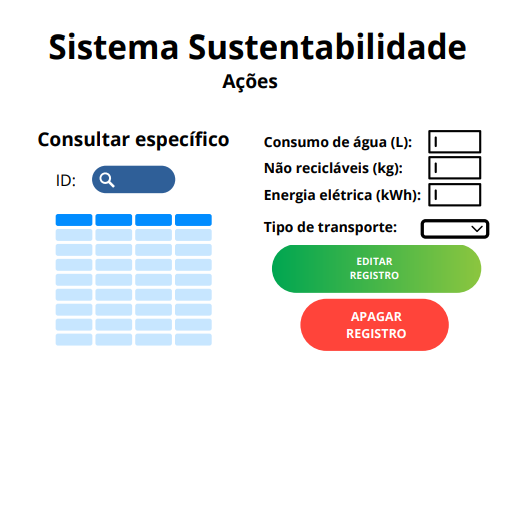 Sistema Sustentabilidade
Ações
Consultar específico
ID:
Consumo de água (L):
Não recicláveis (kg):
Energia elétrica (kWh):
Tipo de transporte:
EDITAR
REGISTRO
APAGAR
REGISTRO